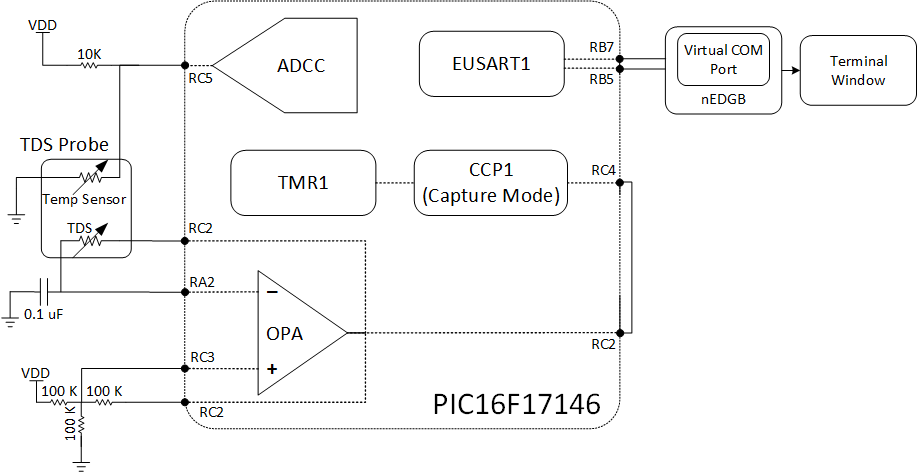 VDD
10K
RC5
ADCC
EUSART1
RB7
RB5
Virtual COM
Port
nEDGB
Terminal
Window
TDS Probe
Temp Sensor
TMR1
CCP1
(Capture Mode)
RC4
TDS
RC2
RA2
0.1 uF
OPA
RC2
RC3
VDD
100 K
100 K
100 K
RC2
PIC16F17146